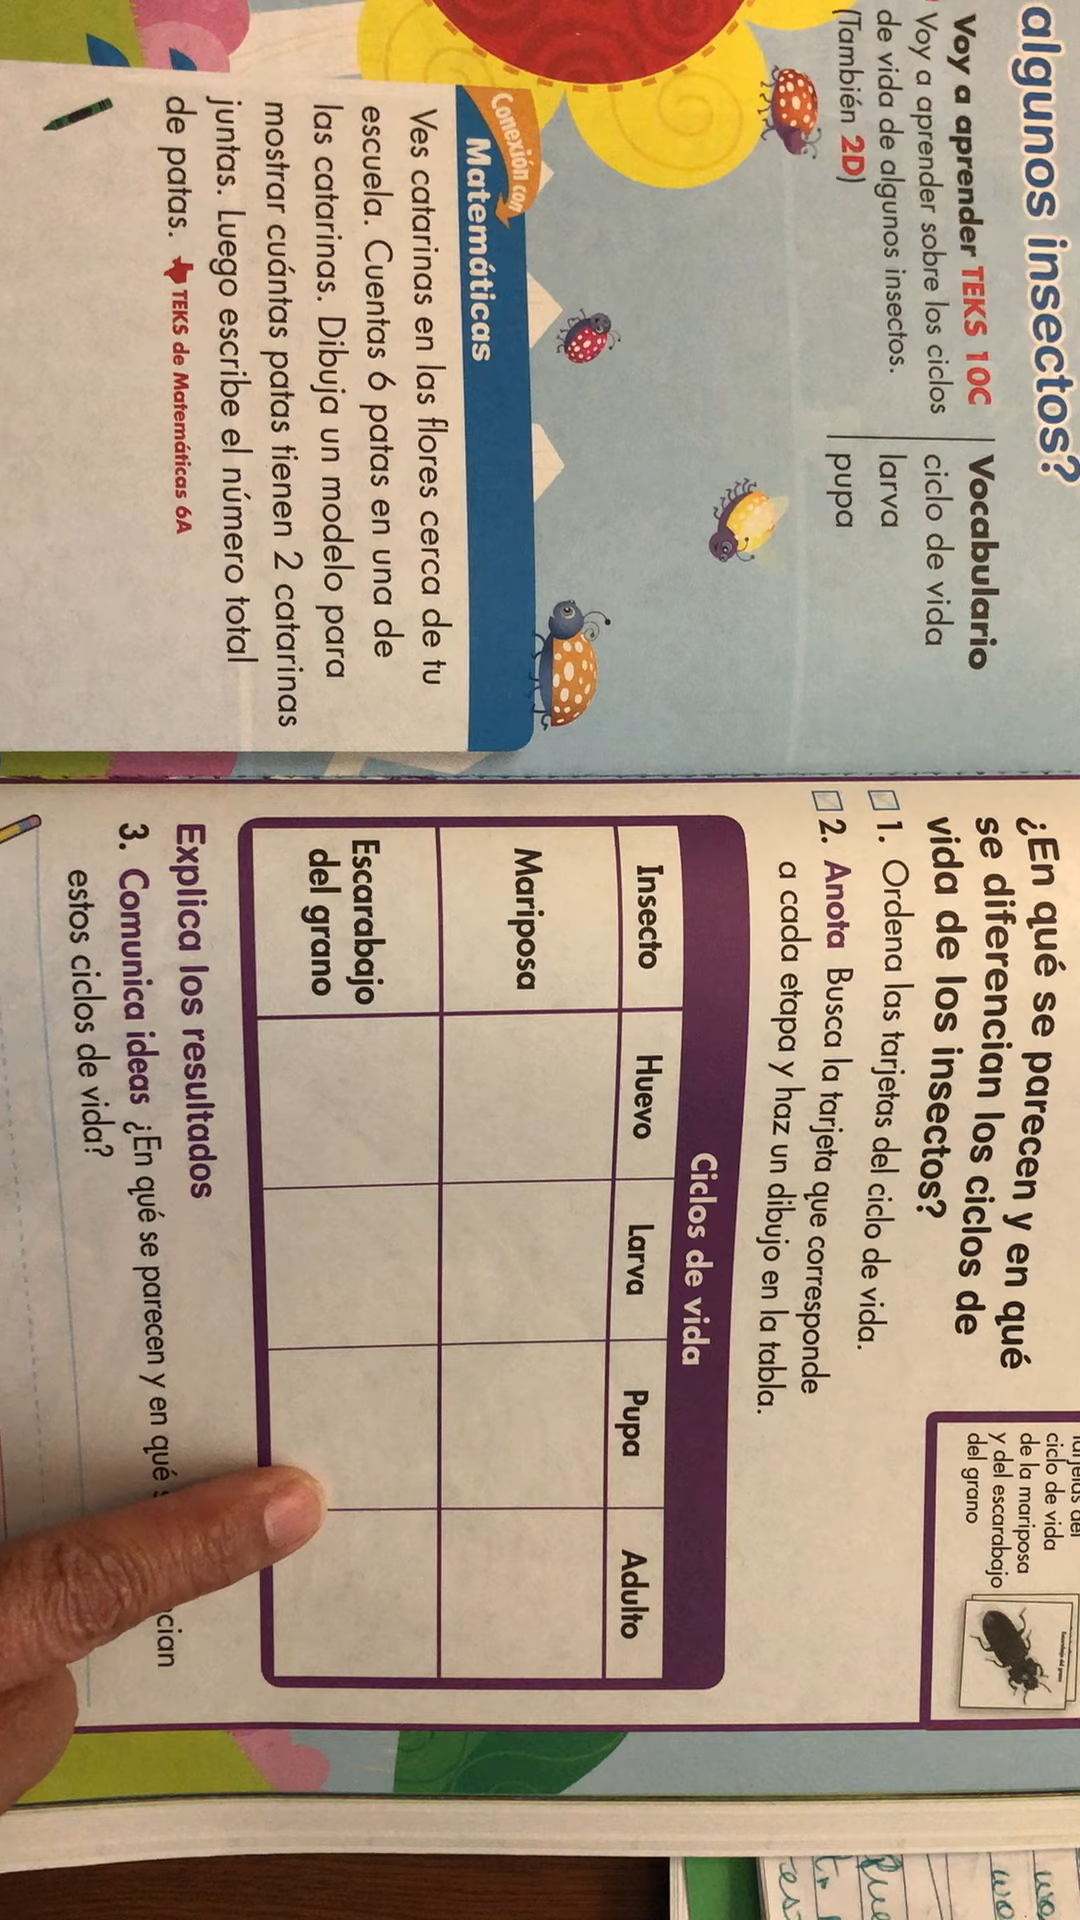 algunos insectos?
Voy a aprender TEKS 10C
Voy a aprender sobre los ciclos
de vida de algunos insectos.
(También 2D)
Vocabulario
ciclo de vida
larva
pupa
Conexión con
Matemáticas
Ves catarinas en las flores cerca de tu
escuela. Cuentas 6 patas en una de
las catarinas. Dibuja un modelo para
mostrar cuántas patas tienen 2 catarinas
juntas. Luego escribe el número total
de patas. TEKS de Matemáticas 6A
¿En qué se parecen y en qué
se diferencian los ciclos de
vida de los insectos?
1. Ordena las tarjetas del ciclo de vida.
2. Anota Busca la tarjeta que corresponde
a cada etapa y haz un dibujo en la tabla.
ciclo de vida
de la mariposa
y del escarabajo
del grano
Ciclos de vida
Insecto Huevo Larva Pupa Adulto
Mariposa
Escarabajo
del grano
Explica los resultados
3. Comunica ideas ¿En qué se parecen y en qué
estos ciclos de vida?